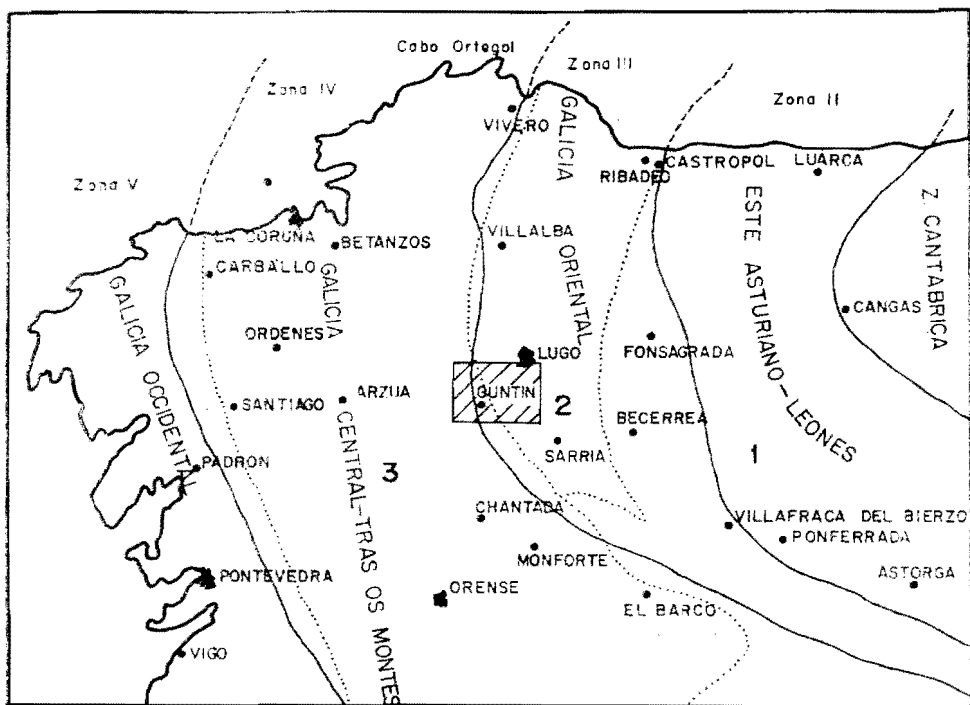 Cabo Ortegal
Zona III
Zona IV
Zona II
Zona V
VIVERO
GALICIA ORIENTAL
RIBADEO
CASTROPOL
LUARCA
LA CORUÑA
BETANZOS
VILLALBA
CARBALLO
GALICIA CENTRAL-TRAS OS MONTES
GALICIA OCCIDENTAL
ESTE ASTURIANO-LEONES
Z. CANTABRICA
CANGAS
ORDENES
LUGO
FONSAGRADA
GUNTIN
ARZUA
SANTIAGO
2
BECERREA
SARRIA
1
PADRON
3
CHANTADA
VILLAFRACA DEL BIERZO
PONFERRADA
MONFORTE
PONTEVEDRA
ORENSE
ASTORGA
EL BARCO
VIGO